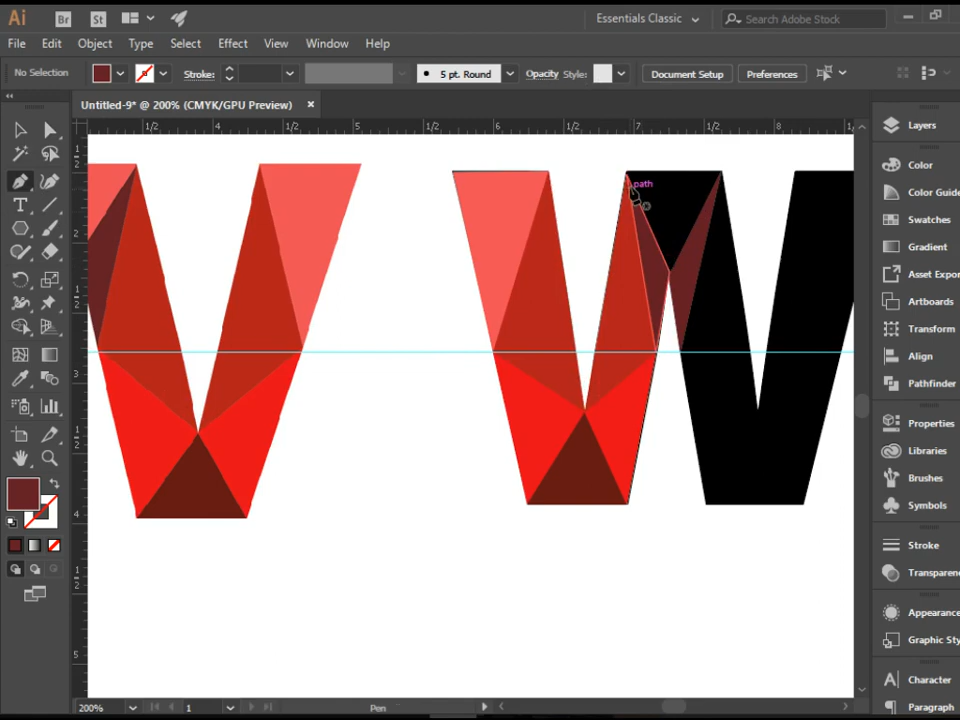 Ai
Br
St
Essentials Classic
Search Adobe Stock
File Edit Object Type Select Effect View Window Help
No Selection
Stroke:
5 pt. Round
Opacity
Style:
Document Setup
Preferences
Untitled-9* @ 200% (CMYK/GPU Preview)
1/2 4 1/2 5 1/2 6 1/2 7 1/2 8
path
W
Layers
Color
Color Guide
Swatches
Gradient
Asset Expor
Artboards
Transform
Align
Pathfinder
Properties
Libraries
Brushes
Symbols
Stroke
Transparen
Appearance
Graphic Sty
Character
Paragraph
200%
1
Pen